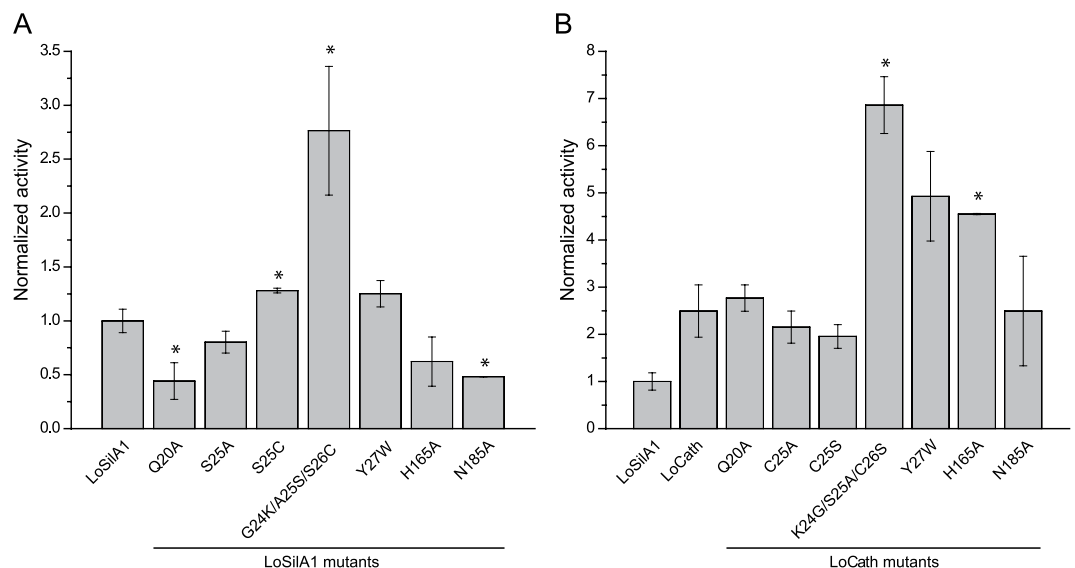 A
3.5
3.0
2.5
2.0
1.5
1.0
0.5
0.0
Normalized activity
*
*
*
*
LoSilA1
Q20A
S25A
S25C
G24K/A25S/S26C
Y27W
H165A
N185A
LoSilA1 mutants
B
8
7
6
5
4
3
2
1
0
Normalized activity
*
*
LoSilA1
LoCath
Q20A
C25A
C25S
K24G/S25A/C26S
Y27W
H165A
N185A
LoCath mutants